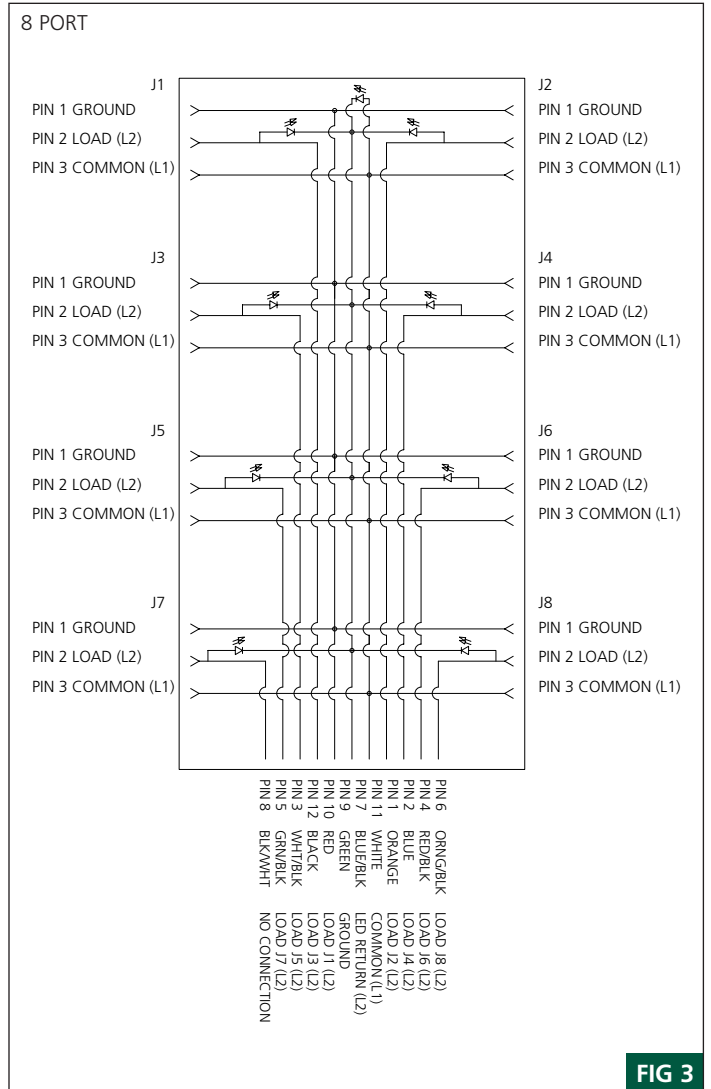 8 PORT
J1
PIN 1 GROUND
PIN 2 LOAD (L2)
PIN 3 COMMON (L1)
J2
PIN 1 GROUND
PIN 2 LOAD (L2)
PIN 3 COMMON (L1)
J3
PIN 1 GROUND
PIN 2 LOAD (L2)
PIN 3 COMMON (L1)
J4
PIN 1 GROUND
PIN 2 LOAD (L2)
PIN 3 COMMON (L1)
J5
PIN 1 GROUND
PIN 2 LOAD (L2)
PIN 3 COMMON (L1)
J6
PIN 1 GROUND
PIN 2 LOAD (L2)
PIN 3 COMMON (L1)
J7
PIN 1 GROUND
PIN 2 LOAD (L2)
PIN 3 COMMON (L1)
J8
PIN 1 GROUND
PIN 2 LOAD (L2)
PIN 3 COMMON (L1)
PIN 6 ORNG/BLK LOAD J8 (L2)
PIN 4 RED/BLK LOAD J6 (L2)
PIN 2 BLUE LOAD J4 (L2)
PIN 1 ORANGE LOAD J2 (L2)
PIN 11 WHITE COMMON (L1)
PIN 7 BLUE/BLK LED RETURN (L2)
PIN 9 GREEN GROUND
PIN 10 RED LOAD J1 (L2)
PIN 12 BLACK LOAD J3 (L2)
PIN 3 WHT/BLK LOAD J5 (L2)
PIN 5 GRN/BLK LOAD J7 (L2)
PIN 8 BLK/WHT NO CONNECTION
FIG 3